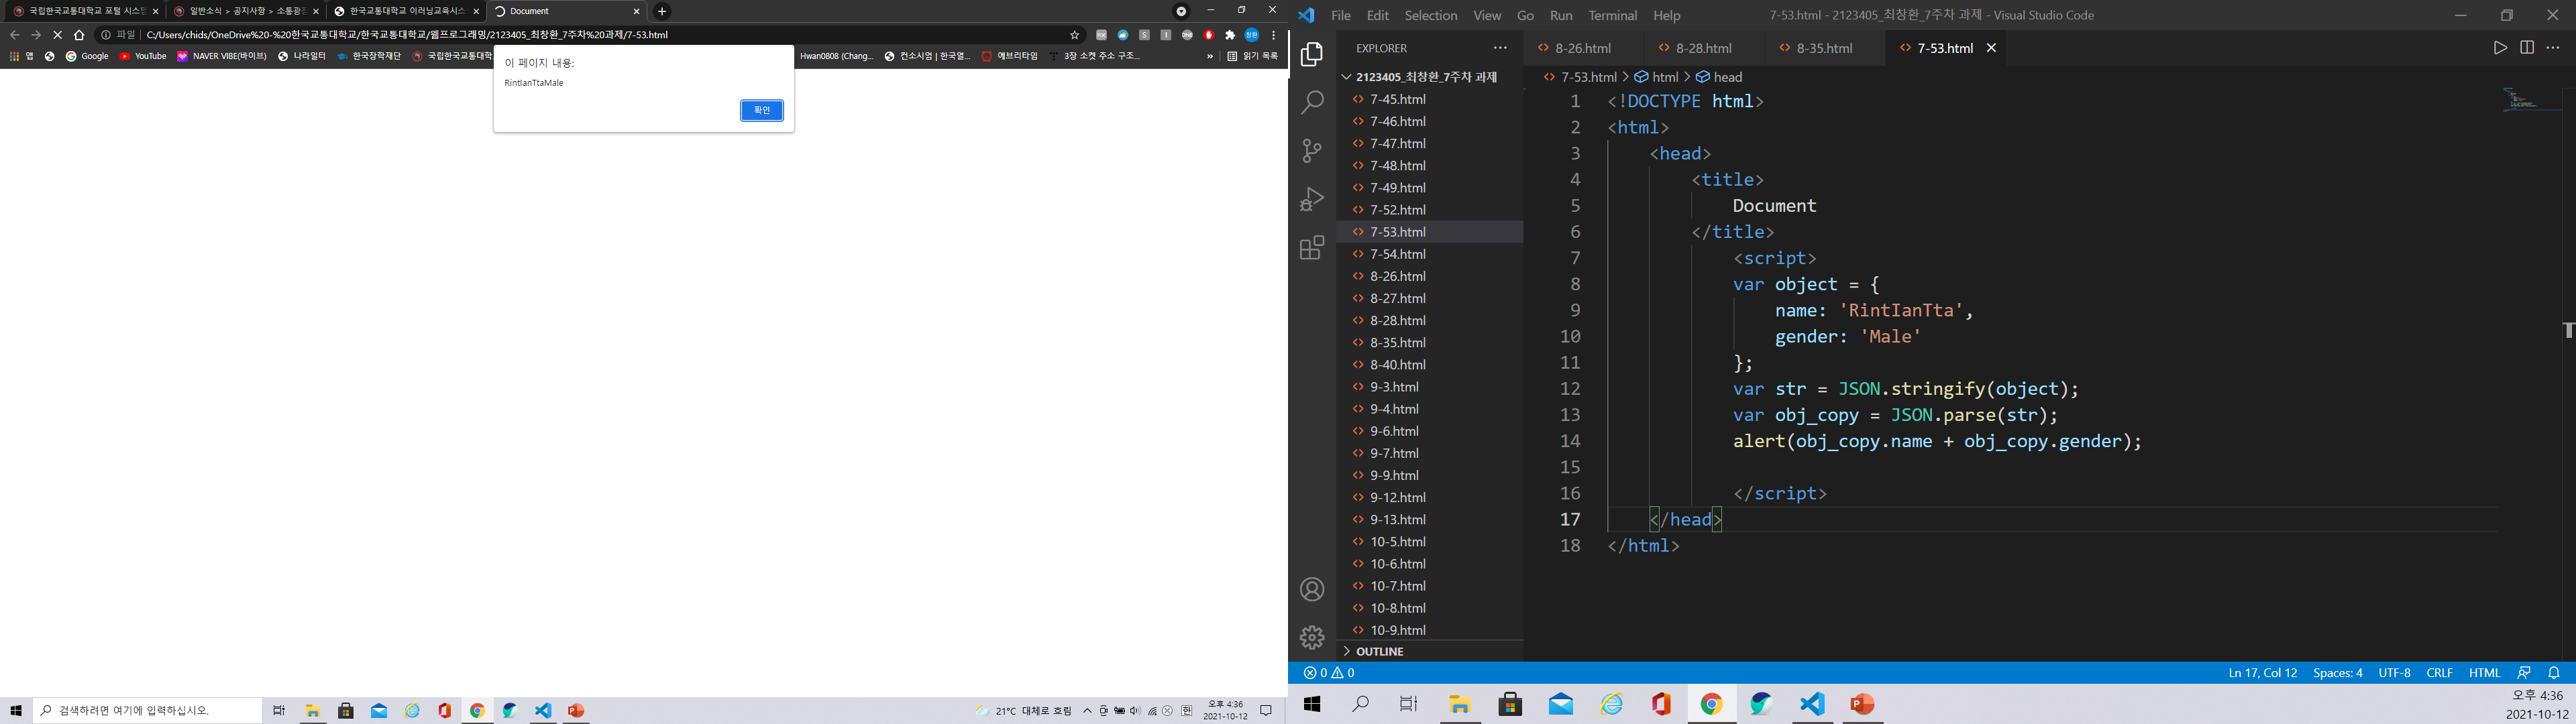 국립한국교통대학교 포털 시스템
일반소식 > 공지사항 > 소통광장
한국교통대학교 이러닝교육시스
Document
파일 | C:/Users/chids/OneDrive%20-%20한국교통대학교/한국교통대학교/웹프로그래밍/2123405_최창환_7주차%20과제/7-53.html
앱
Google
YouTube
NAVER VIBE(바이브)
나라일터
한국장학재단
국립한국교통대학
Hwan0808 (Chang...
컨소시엄 | 한국열...
에브리타임
3장 소켓 주소 구조...
»
읽기 목록
이 페이지 내용:
RintIanTtaMale
확인
검색하려면 여기에 입력하십시오.
21°C 대체로 흐림
오후 4:36
2021-10-12
File Edit Selection View Go Run Terminal Help
7-53.html - 2123405_최창환_7주차 과제 - Visual Studio Code
EXPLORER
2123405_최창환_7주차 과제
7-45.html
7-46.html
7-47.html
7-48.html
7-49.html
7-52.html
7-53.html
7-54.html
8-26.html
8-27.html
8-28.html
8-35.html
8-40.html
9-3.html
9-4.html
9-6.html
9-7.html
9-9.html
9-12.html
9-13.html
10-5.html
10-6.html
10-7.html
10-8.html
10-9.html
OUTLINE
8-26.html 8-28.html 8-35.html 7-53.html
7-53.html > html > head
1 <!DOCTYPE html>
2 <html>
3 <head>
4 <title>
5 Document
6 </title>
7 <script>
8 var object = {
9 name: 'RintIanTta',
10 gender: 'Male'
11 };
12 var str = JSON.stringify(object);
13 var obj_copy = JSON.parse(str);
14 alert(obj_copy.name + obj_copy.gender);
15
16 </script>
17 </head>
18 </html>
0 0
Ln 17, Col 12 Spaces: 4 UTF-8 CRLF HTML
오후 4:36
2021-10-12